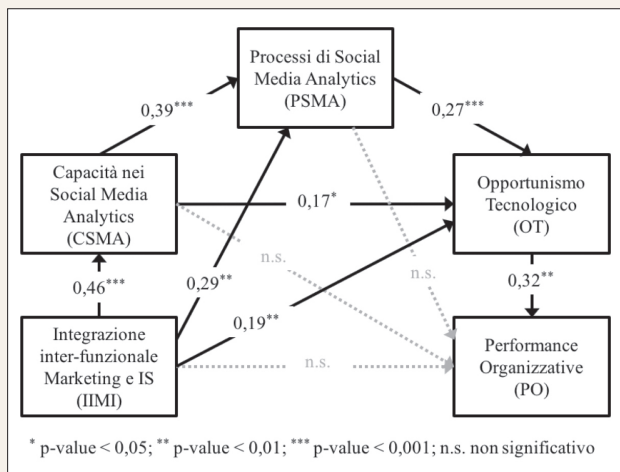 Processi di Social
Media Analytics
(PSMA)
0,39***
0,27***
Capacità nei
Social Media
Analytics
(CSMA)
0,17*
Opportunismo
Tecnologico
(OT)
n.s.
n.s.
0,46***
0,29**
0,32**
0,19**
Integrazione
inter-funzionale
Marketing e IS
(IIMI)
n.s.
Performance
Organizzative
(PO)
* p-value < 0,05; ** p-value < 0,01; *** p-value < 0,001; n.s. non significativo